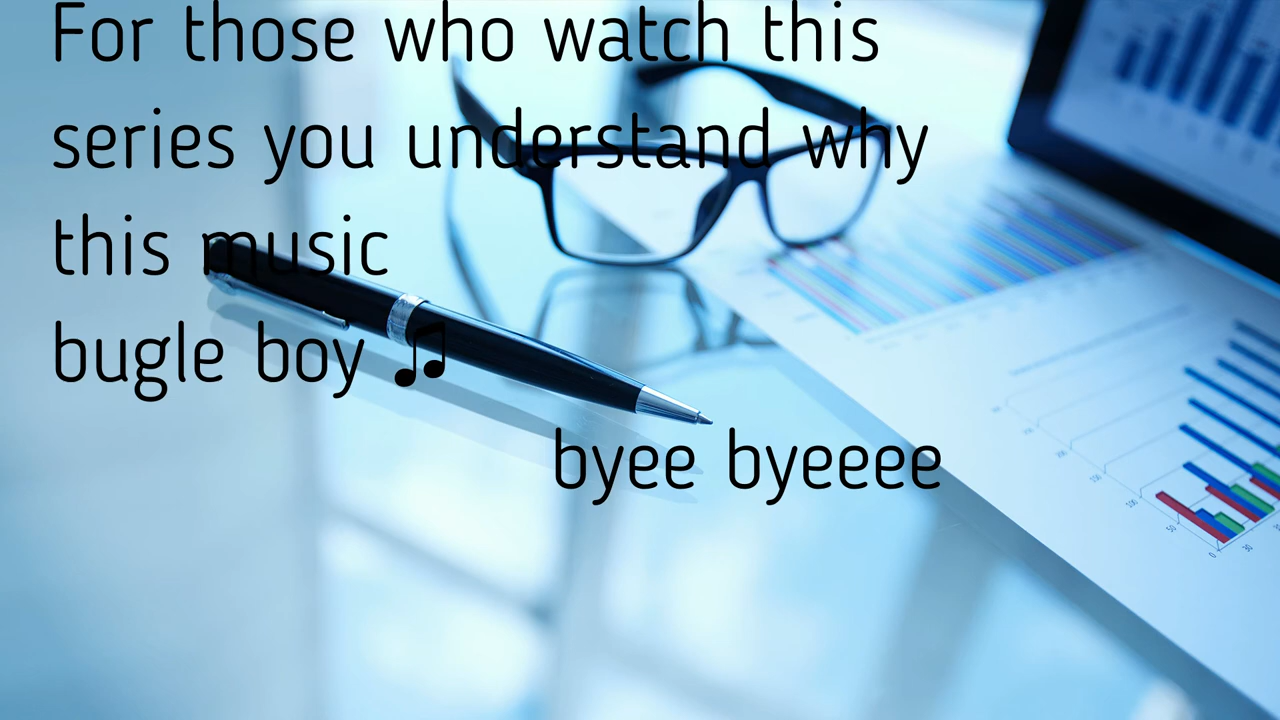 For those who watch this
series you understand why
this music
bugle boy ♫
byee byeeee